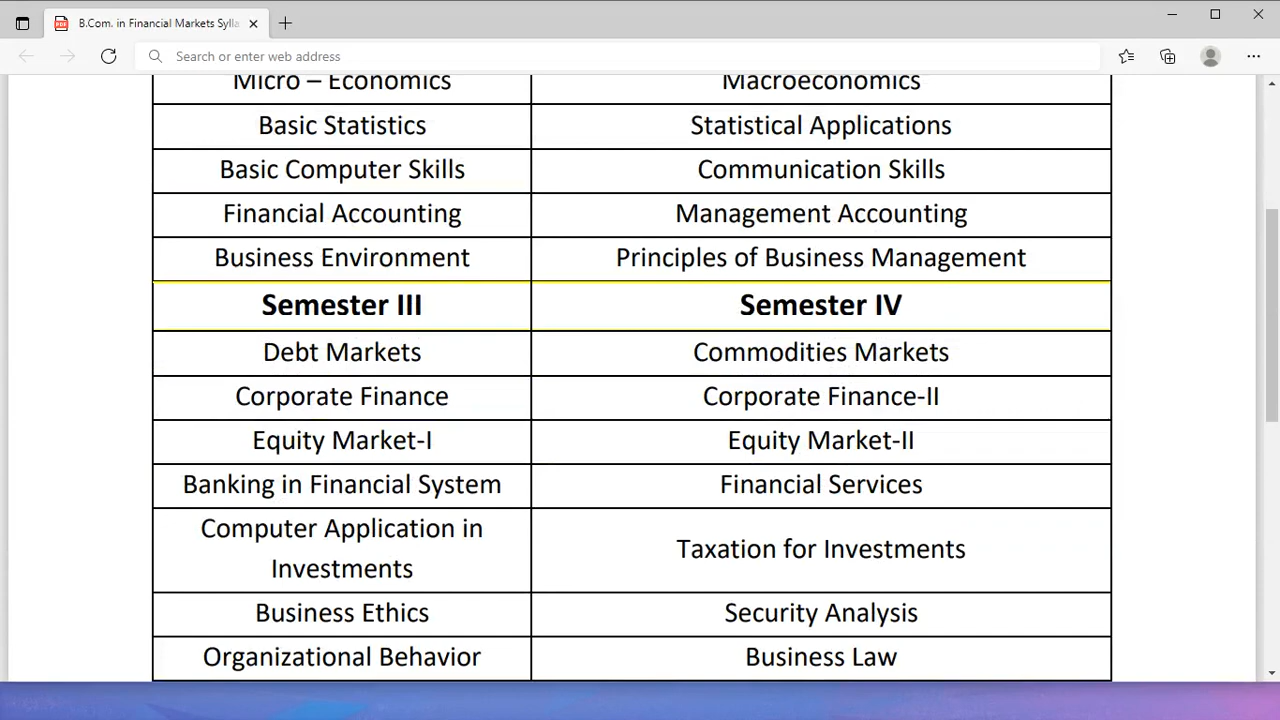 B.Com. in Financial Markets Sylla
Search or enter web address
Micro – Economics Macroeconomics
Basic Statistics Statistical Applications
Basic Computer Skills Communication Skills
Financial Accounting Management Accounting
Business Environment Principles of Business Management
Semester III Semester IV
Debt Markets Commodities Markets
Corporate Finance Corporate Finance-II
Equity Market-I Equity Market-II
Banking in Financial System Financial Services
Computer Application in
Investments Taxation for Investments
Business Ethics Security Analysis
Organizational Behavior Business Law